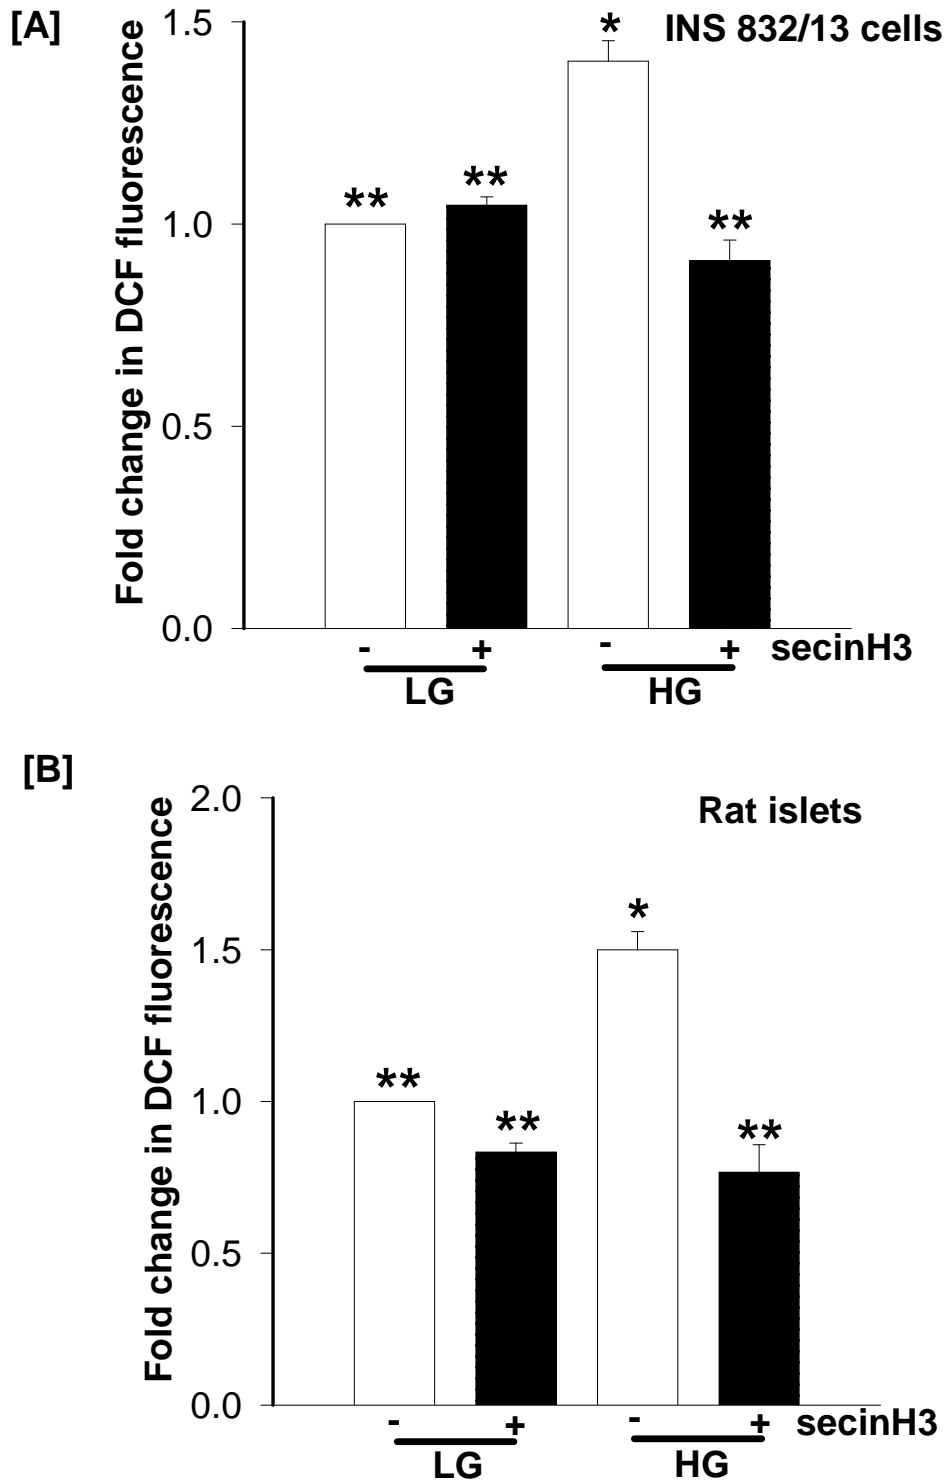 [A]
INS 832/13 cells
Fold change in DCF fluorescence
1.5
1.0
0.5
0.0
** ** * **
- + - + secinH3
LG HG
[B]
Rat islets
Fold change in DCF fluorescence
2.0
1.5
1.0
0.5
0.0
** ** * **
- + - + secinH3
LG HG